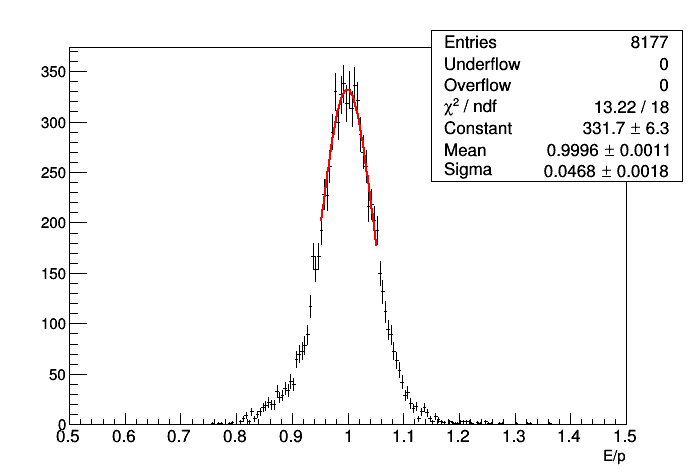 Entries 8177
Underflow 0
Overflow 0
χ² / ndf 13.22 / 18
Constant 331.7 ± 6.3
Mean 0.9996 ± 0.0011
Sigma 0.0468 ± 0.0018
350
300
250
200
150
100
50
0
0.5 0.6 0.7 0.8 0.9 1 1.1 1.2 1.3 1.4 1.5
E/p